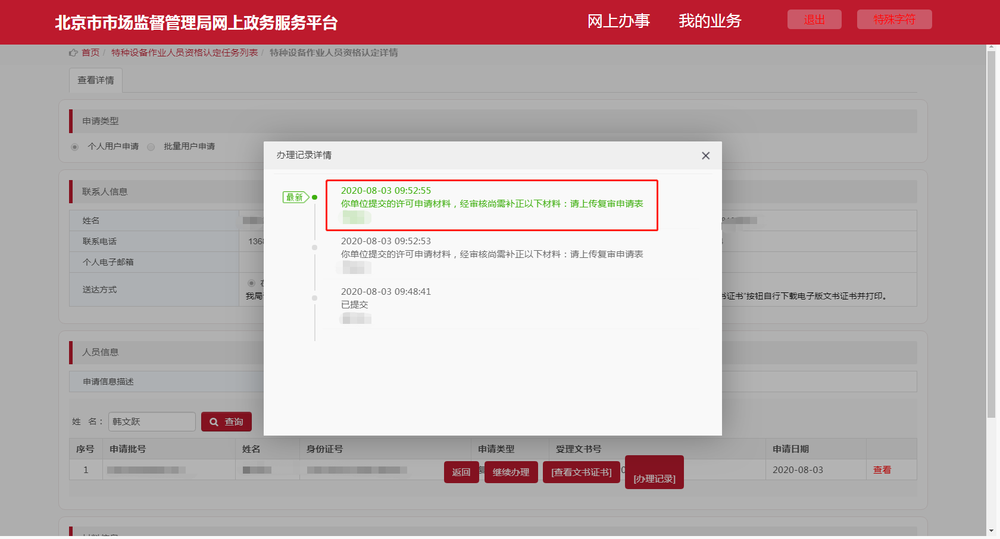 北京市市场监督管理局网上政务服务平台
网上办事
我的业务
退出
特殊字符
首页 / 特种设备作业人员资格认定任务列表 / 特种设备作业人员资格认定详情
查看详情
申请类型
个人用户申请
批量用户申请
办理记录详情
最新
2020-08-03 09:52:55
你单位提交的许可申请材料，经审核尚需补正以下材料：请上传复审申请表
2020-08-03 09:52:53
你单位提交的许可申请材料，经审核尚需补正以下材料：请上传复审申请表
2020-08-03 09:48:41
已提交
联系人信息
姓名
联系电话 136
个人电子邮箱
送达方式
我局 证书”按钮自行下载电子版文书证书并打印。
人员信息
申请信息描述
姓 名： 韩文跃 查询
序号 申请批号 姓名 身份证号 申请类型 受理文书号 申请日期
1 2020-08-03 查看
返回 继续办理 [查看文书证书] [办理记录]